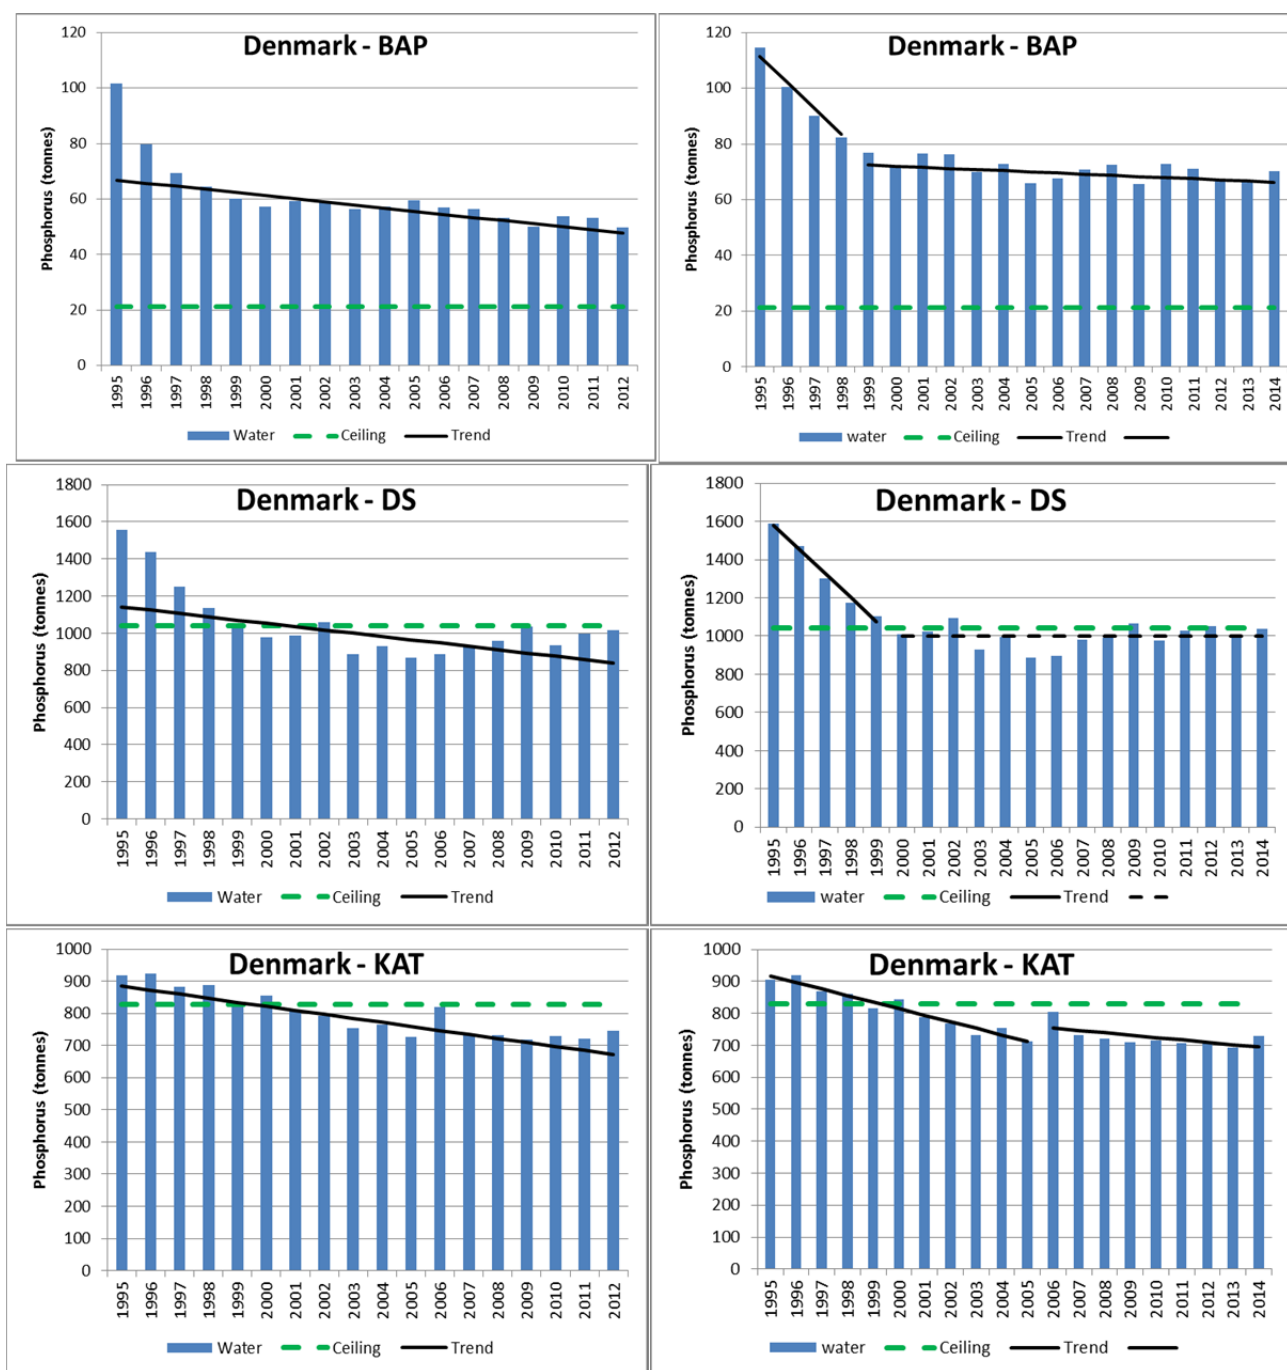 Denmark - BAP
Phosphorus (tonnes)
120
100
80
60
40
20
0
1995 1996 1997 1998 1999 2000 2001 2002 2003 2004 2005 2006 2007 2008 2009 2010 2011 2012
Water Ceiling Trend
Denmark - BAP
Phosphorus (tonnes)
120
100
80
60
40
20
0
1995 1996 1997 1998 1999 2000 2001 2002 2003 2004 2005 2006 2007 2008 2009 2010 2011 2012 2013 2014
water Ceiling Trend
Denmark - DS
Phosphorus (tonnes)
1800
1600
1400
1200
1000
800
600
400
200
0
1995 1996 1997 1998 1999 2000 2001 2002 2003 2004 2005 2006 2007 2008 2009 2010 2011 2012
Water Ceiling Trend
Denmark - DS
Phosphorus (tonnes)
1800
1600
1400
1200
1000
800
600
400
200
0
1995 1996 1997 1998 1999 2000 2001 2002 2003 2004 2005 2006 2007 2008 2009 2010 2011 2012 2013 2014
water Ceiling Trend
Denmark - KAT
Phosphorus (tonnes)
1000
900
800
700
600
500
400
300
200
100
0
1995 1996 1997 1998 1999 2000 2001 2002 2003 2004 2005 2006 2007 2008 2009 2010 2011 2012
Water Ceiling Trend
Denmark - KAT
Phosphorus (tonnes)
1000
900
800
700
600
500
400
300
200
100
0
1995 1996 1997 1998 1999 2000 2001 2002 2003 2004 2005 2006 2007 2008 2009 2010 2011 2012 2013 2014
water Ceiling Trend